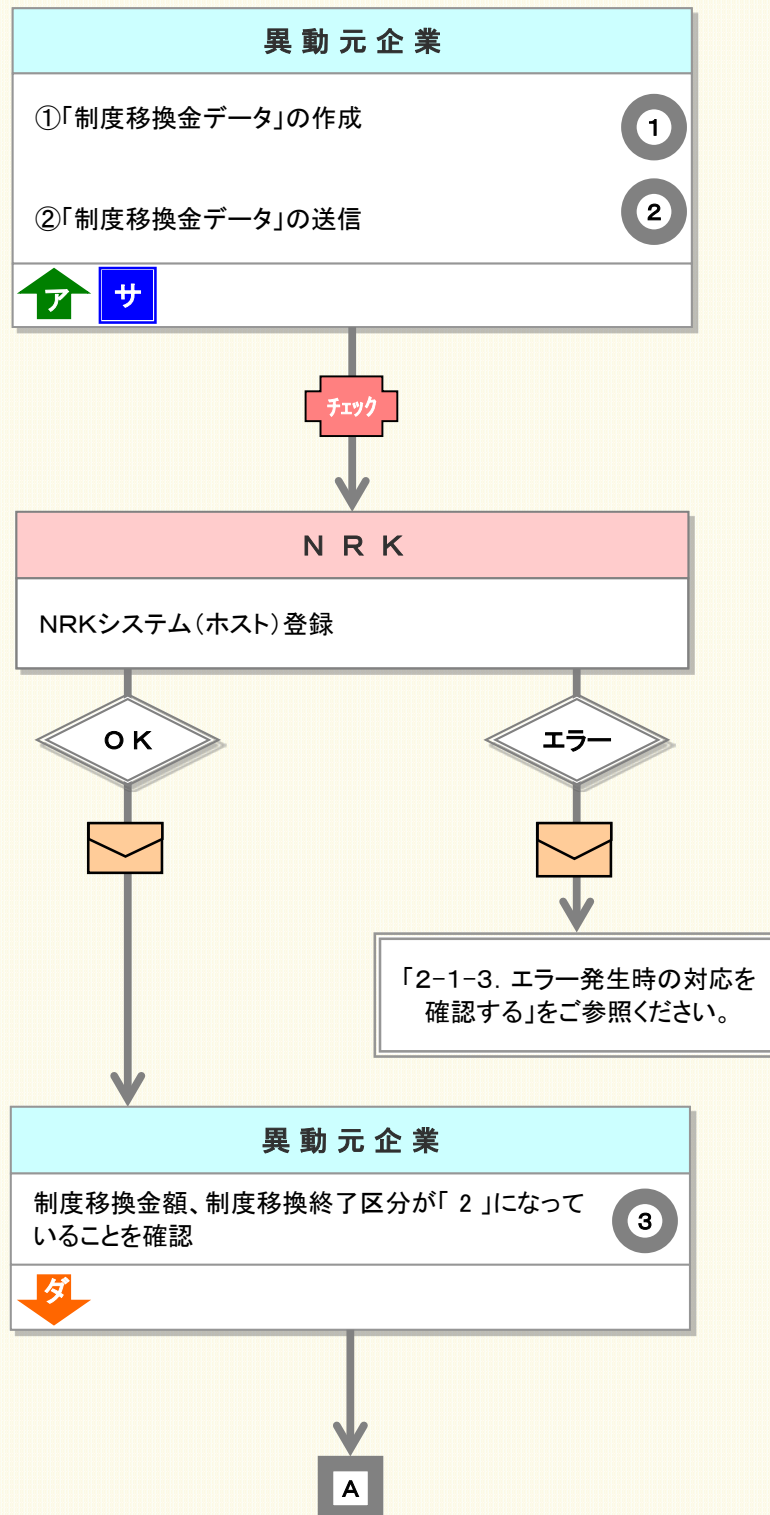 異動元企業
①「制度移換金データ」の作成
1
②「制度移換金データ」の送信
2
ア サ
チェック
NRK
NRKシステム(ホスト)登録
OK エラー
「2-1-3.エラー発生時の対応を
確認する」をご参照ください。
異動元企業
制度移換金額、制度移換終了区分が「 2 」になって
いることを確認
3
ダ
A